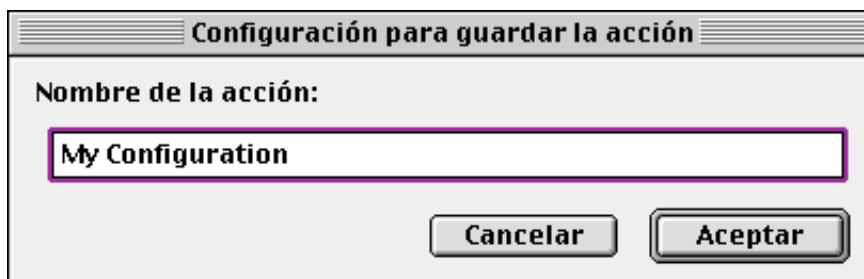 Configuración para guardar la acción
Nombre de la acción:
My Configuration
Cancelar Aceptar